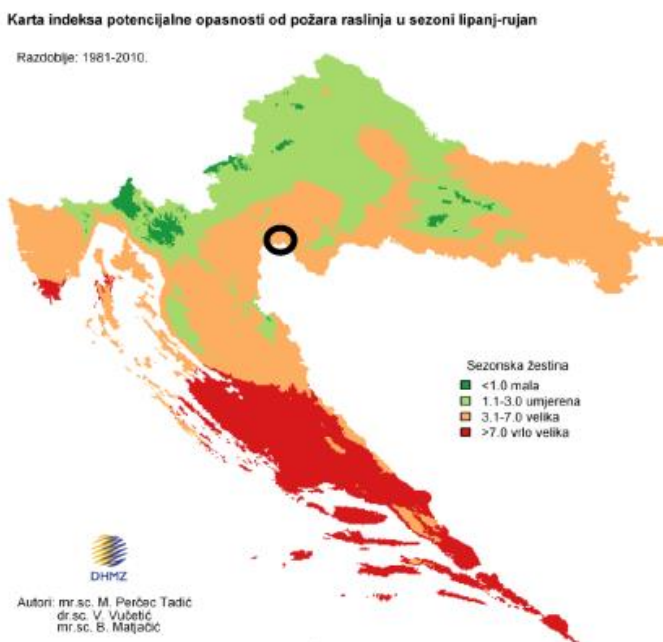 Karta indeksa potencijalne opasnosti od požara raslinja u sezoni lipanj-rujan
Razdoblje: 1981-2010.
Sezonska žestina
<1.0 mala
1.1-3.0 umjerena
3.1-7.0 velika
>7.0 vrlo velika
DHMZ
Autori: mr.sc. M. Perčec Tadić
dr.sc. V. Vučetić
mr.sc. B. Matjačić